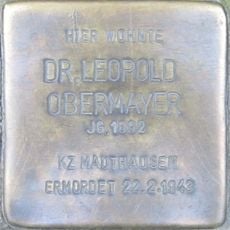 HIER WOHNTE
DR. LEOPOLD
OBERMAYER
JG. 1892
KZ MAUTHAUSEN
ERMORDET 22.2.1943